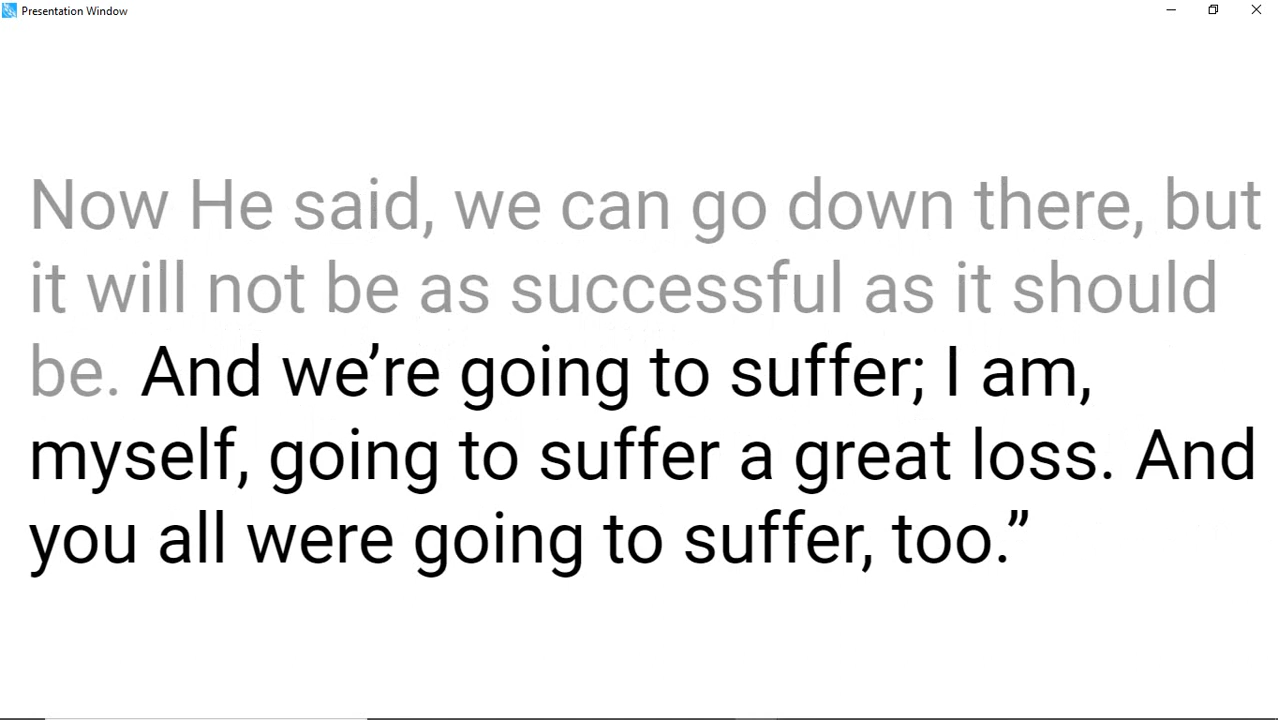 Presentation Window
Now He said, we can go down there, but
it will not be as successful as it should
be. And we’re going to suffer; I am,
myself, going to suffer a great loss. And
you all were going to suffer, too.”